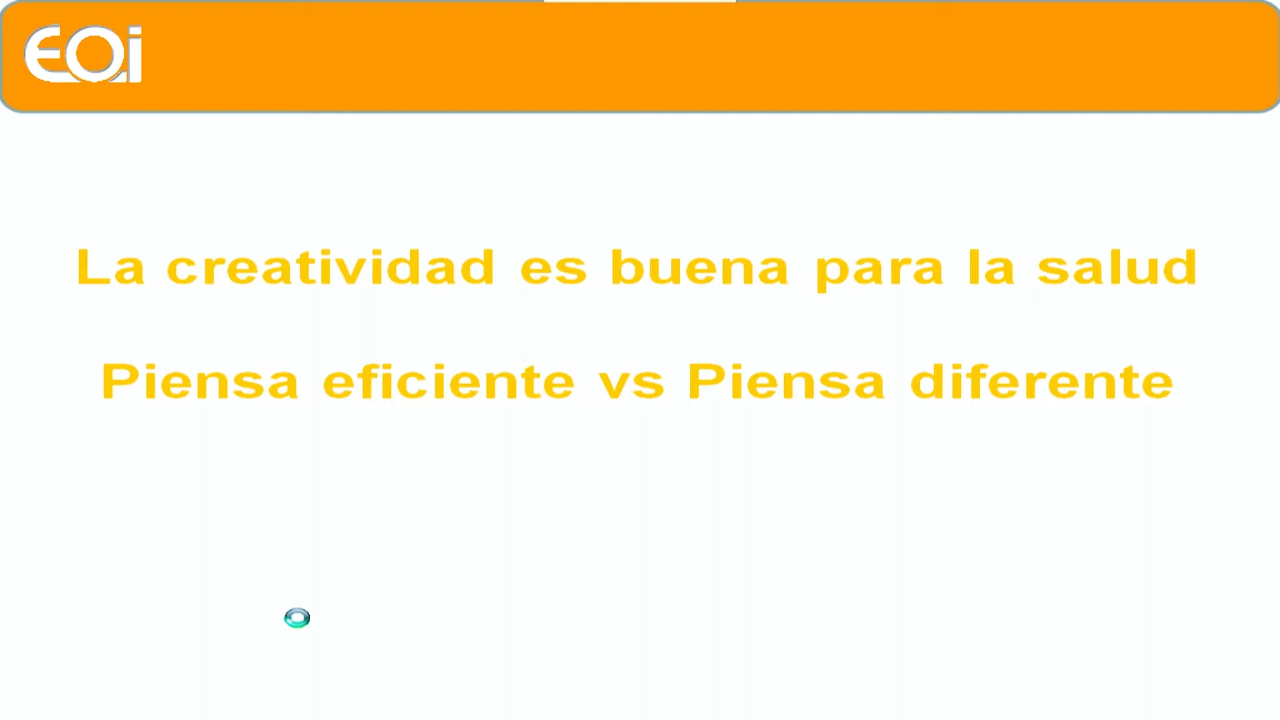 EOi
La creatividad es buena para la salud
Piensa eficiente vs Piensa diferente